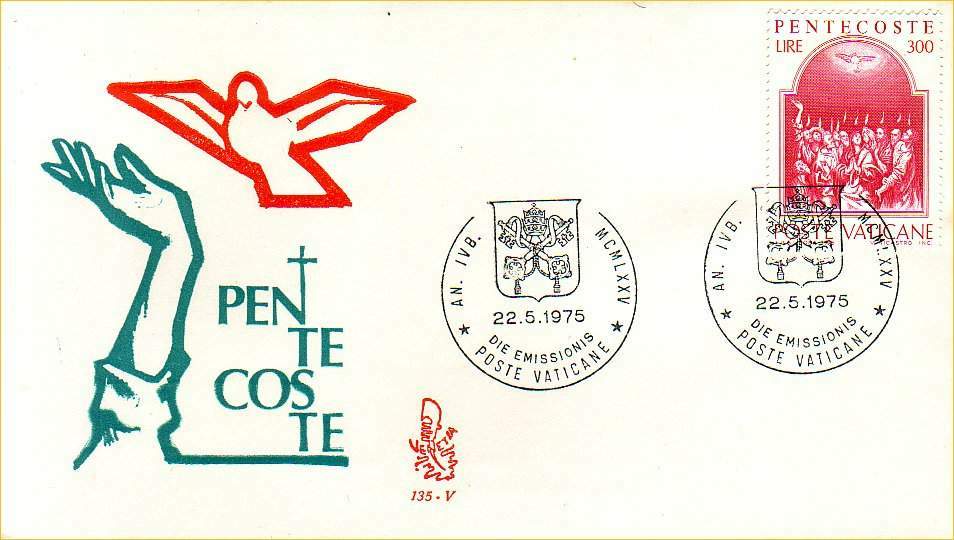 PENTECOSTE
LIRE 300
POSTE VATICANE
PEN
TE
COS
TE
AN. IVB. MCMLXXV
22.5.1975
DIE EMISSIONIS
★ POSTE VATICANE ★
AN. IVB. MCMLXXV
22.5.1975
DIE EMISSIONIS
★ POSTE VATICANE ★
135 - V